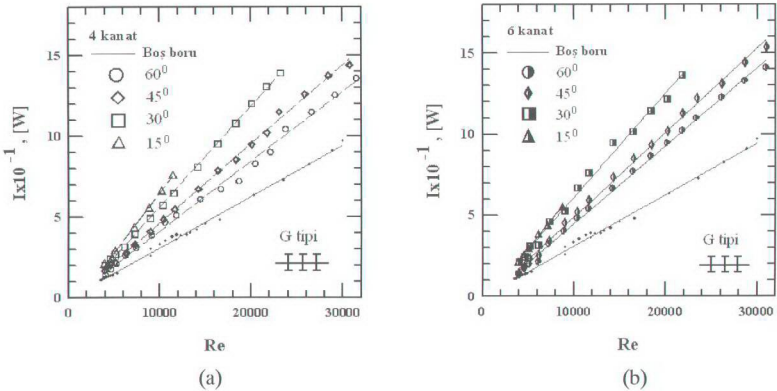 4 kanat
Boş boru
60⁰
45⁰
30⁰
15⁰
G tipi
Ix10⁻¹ , [W]
15
10
5
1
0
10000
20000
30000
Re
(a)
6 kanat
Boş boru
60⁰
45⁰
30⁰
15⁰
G tipi
Ix10⁻¹ , [W]
15
10
5
1
0
10000
20000
30000
Re
(b)